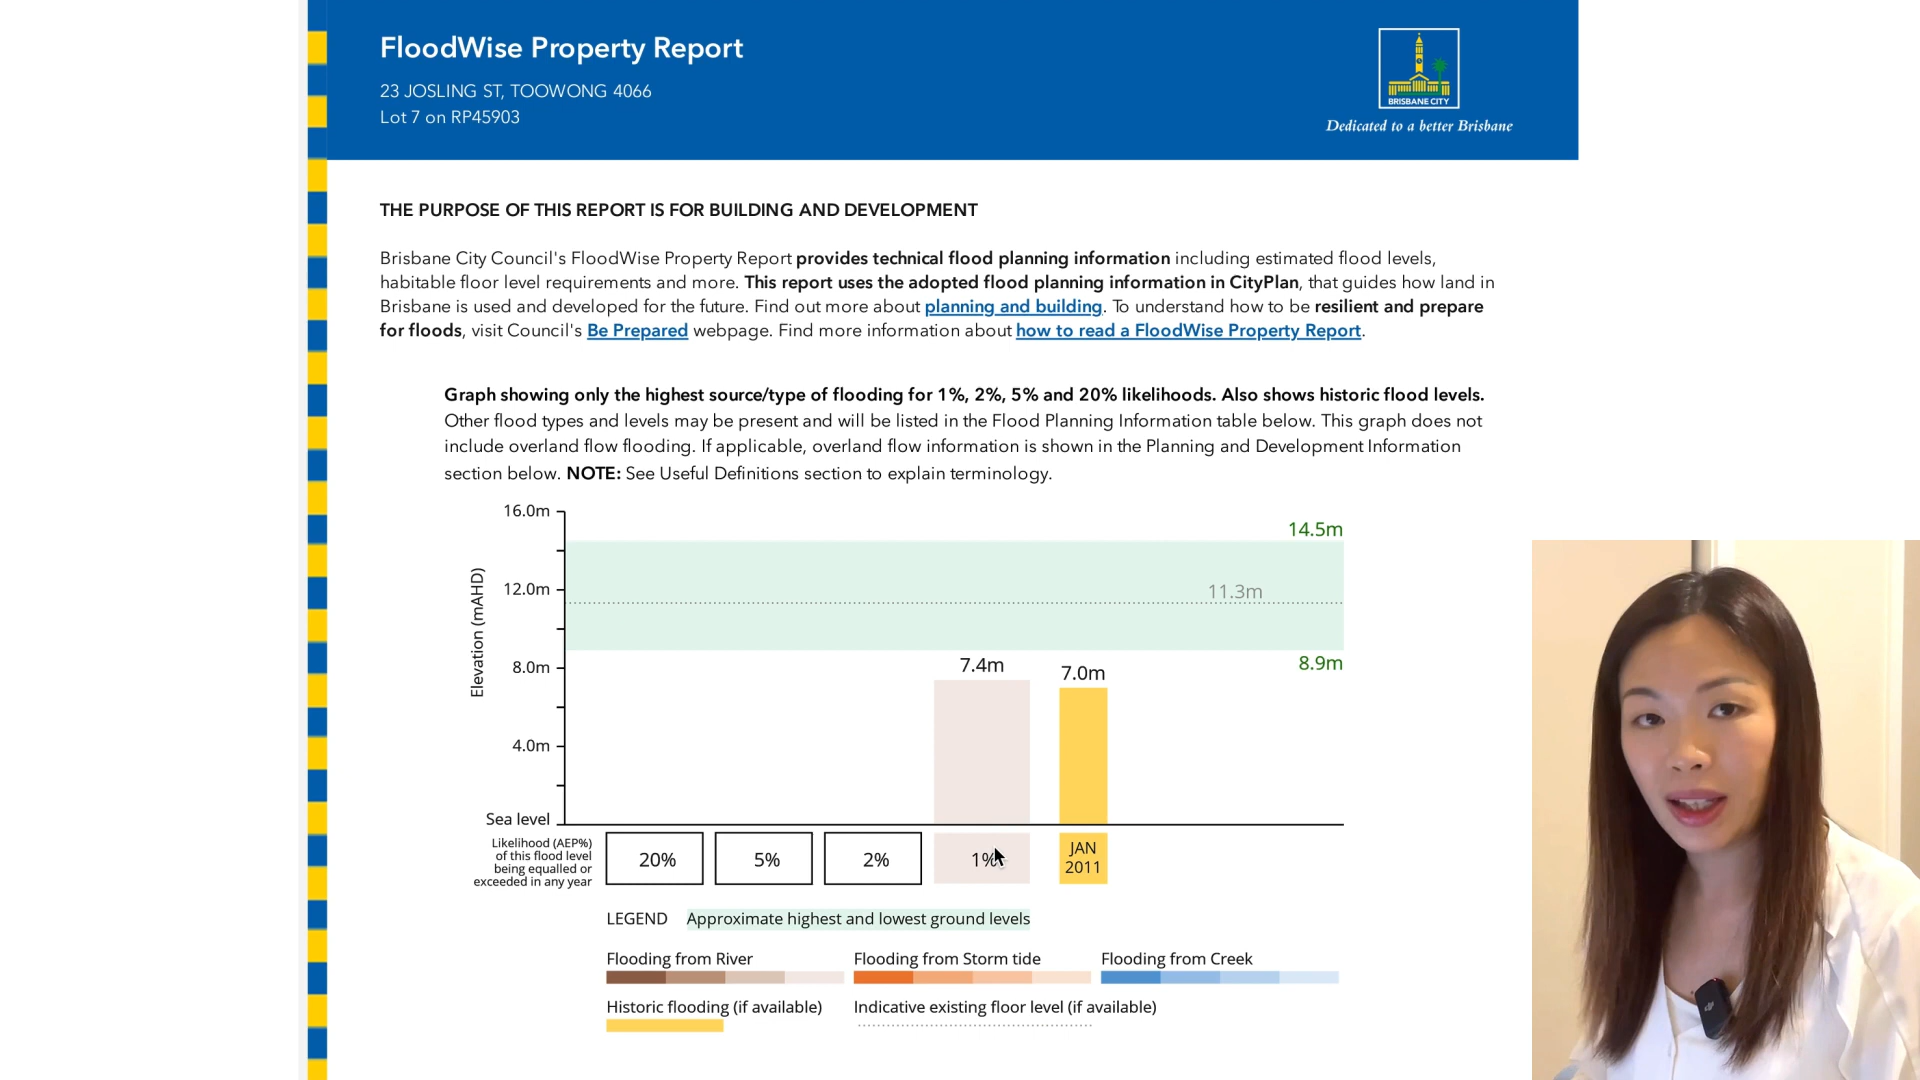 FloodWise Property Report
23 JOSLING ST, TOOWONG 4066
Lot 7 on RP45903
BRISBANE CITY
Dedicated to a better Brisbane
THE PURPOSE OF THIS REPORT IS FOR BUILDING AND DEVELOPMENT
Brisbane City Council's FloodWise Property Report provides technical flood planning information including estimated flood levels,
habitable floor level requirements and more. This report uses the adopted flood planning information in CityPlan, that guides how land in
Brisbane is used and developed for the future. Find out more about planning and building. To understand how to be resilient and prepare
for floods, visit Council's Be Prepared webpage. Find more information about how to read a FloodWise Property Report.
Graph showing only the highest source/type of flooding for 1%, 2%, 5% and 20% likelihoods. Also shows historic flood levels.
Other flood types and levels may be present and will be listed in the Flood Planning Information table below. This graph does not
include overland flow flooding. If applicable, overland flow information is shown in the Planning and Development Information
section below. NOTE: See Useful Definitions section to explain terminology.
16.0m
14.5m
12.0m
11.3m
Elevation (mAHD)
8.0m
7.4m
7.0m
8.9m
4.0m
Sea level
Likelihood (AEP%)
of this flood level
being equalled or
exceeded in any year
20%
5%
2%
1%
JAN
2011
LEGEND Approximate highest and lowest ground levels
Flooding from River
Flooding from Storm tide
Flooding from Creek
Historic flooding (if available)
Indicative existing floor level (if available)